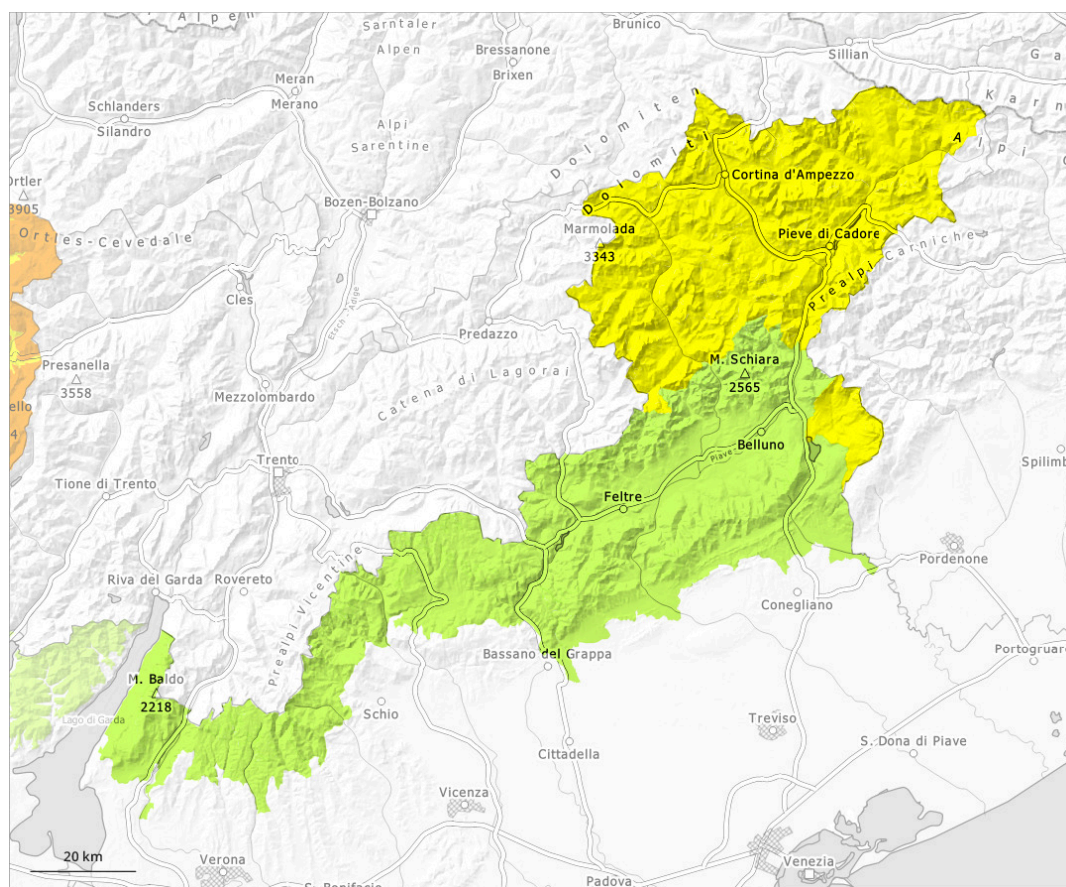 Alpen
Sarntaler
Alpen
Brunico
Bressanone
Brixen
Sillian
Meran
Merano
Schlanders
Silandro
Alpi
Sarentine
Dolomiten
Dolomiti
Karn
Alpi
Ortler
3905
Ortles-Cevedale
Bozen-Bolzano
Cortina d'Ampezzo
Marmolada
3343
Pieve di Cadore
Prealpi Carniche
Cles
Etsch - Adige
Predazzo
Presanella
3558
Mezzolombardo
Catena di Lagorai
M. Schiara
2565
Belluno
Piave
Trento
Tione di Trento
Feltre
Spilimb
Riva del Garda
Rovereto
Prealpi Vicentine
Pordenone
Conegliano
Bassano del Grappa
Portogruaro
M. Baldo
2218
Lago di Garda
Schio
Treviso
Cittadella
S. Dona di Piave
Vicenza
20 km
Verona
S. Bonifacio
Padova
Venezia